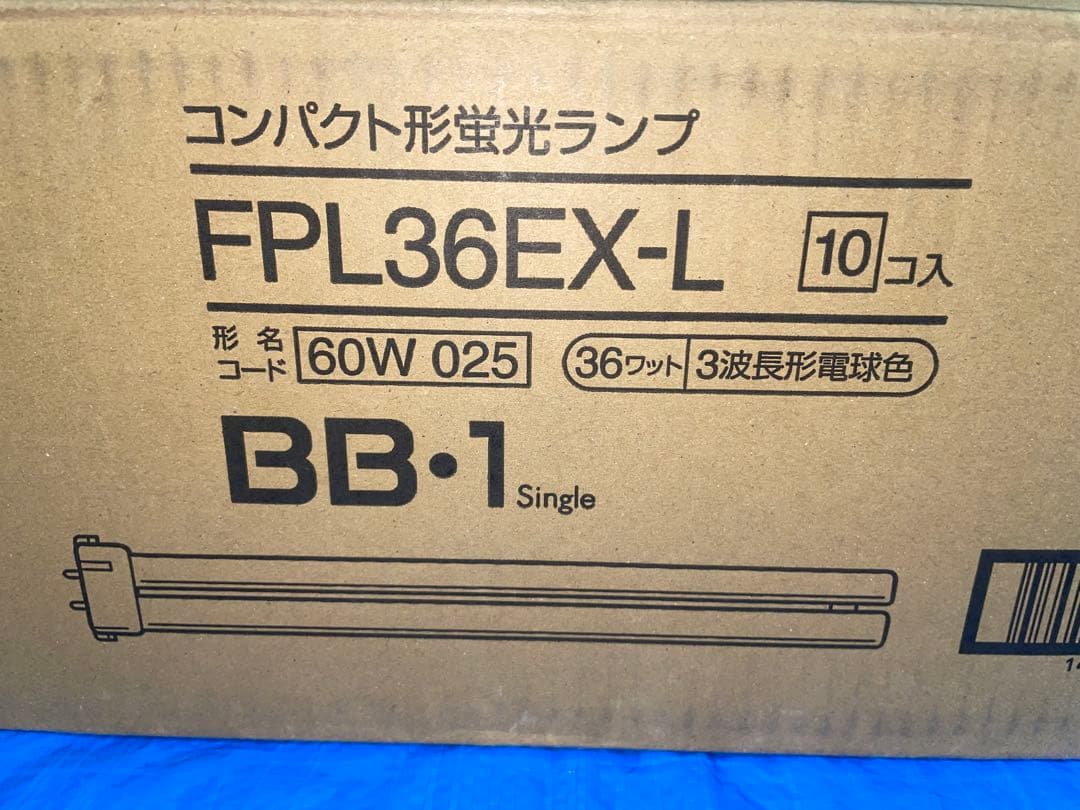 コンパクト形蛍光ランプ
FPL36EX-L 10コ入
形名コード 60W 025 36ワット 3波長形電球色
BB・1 Single